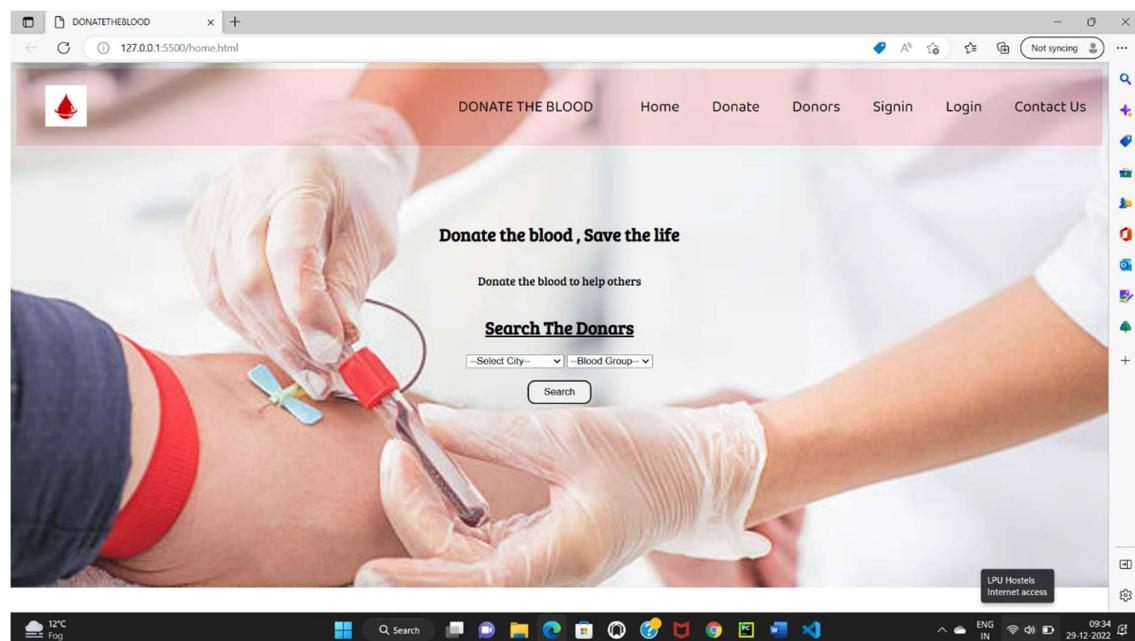 DONATETHEBLOOD
127.0.0.1:5500/home.html
Not syncing
DONATE THE BLOOD Home Donate Donors Signin Login Contact Us
Donate the blood , Save the life
Donate the blood to help others
Search The Donars
--Select City-- --Blood Group--
Search
LPU Hostels
Internet access
12°C
Fog
Search
ENG
IN
09:34
29-12-2022